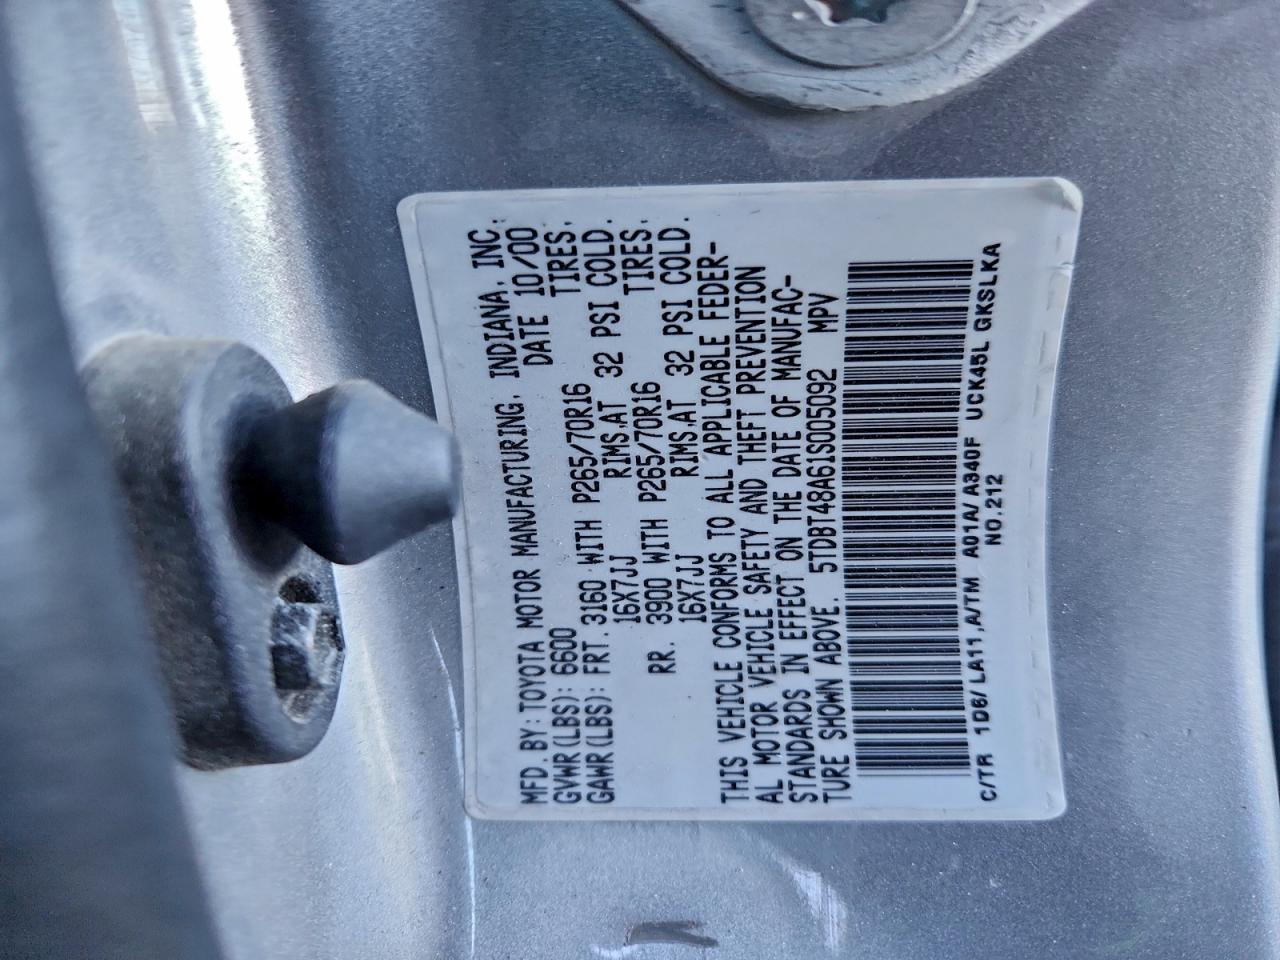 MFD. BY: TOYOTA MOTOR MANUFACTURING, INDIANA, INC.
GVWR(LBS): 6600 DATE 10/00
GAWR(LBS): FRT. 3160 WITH P265/70R16 TIRES,
16X7JJ RIMS,AT 32 PSI COLD.
RR. 3900 WITH P265/70R16 TIRES,
16X7JJ RIMS,AT 32 PSI COLD.
THIS VEHICLE CONFORMS TO ALL APPLICABLE FEDER-
AL MOTOR VEHICLE SAFETY AND THEFT PREVENTION
STANDARDS IN EFFECT ON THE DATE OF MANUFAC-
TURE SHOWN ABOVE. 5TDBT48A61S005092 MPV
C/TR 1D6/LA11,A/TM A01A/A340F UCK45L GKSLKA
NO.212